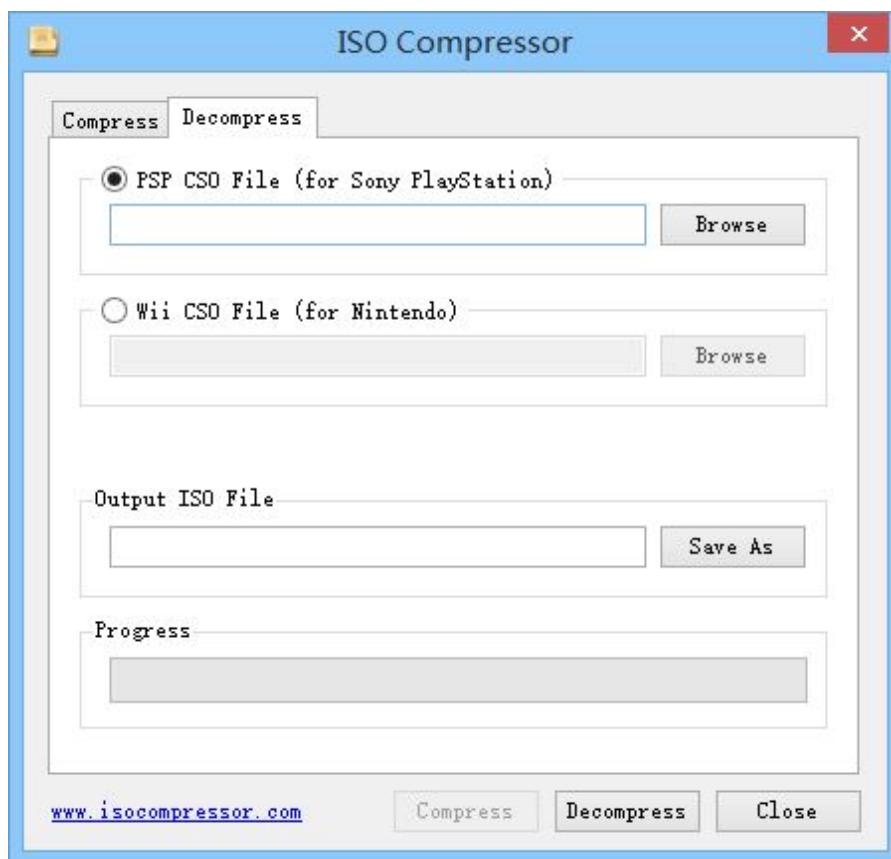 ISO Compressor
Compress Decompress
PSP CSO File (for Sony PlayStation)
Browse
Wii CSO File (for Nintendo)
Browse
Output ISO File
Save As
Progress
www.isocompressor.com Compress Decompress Close